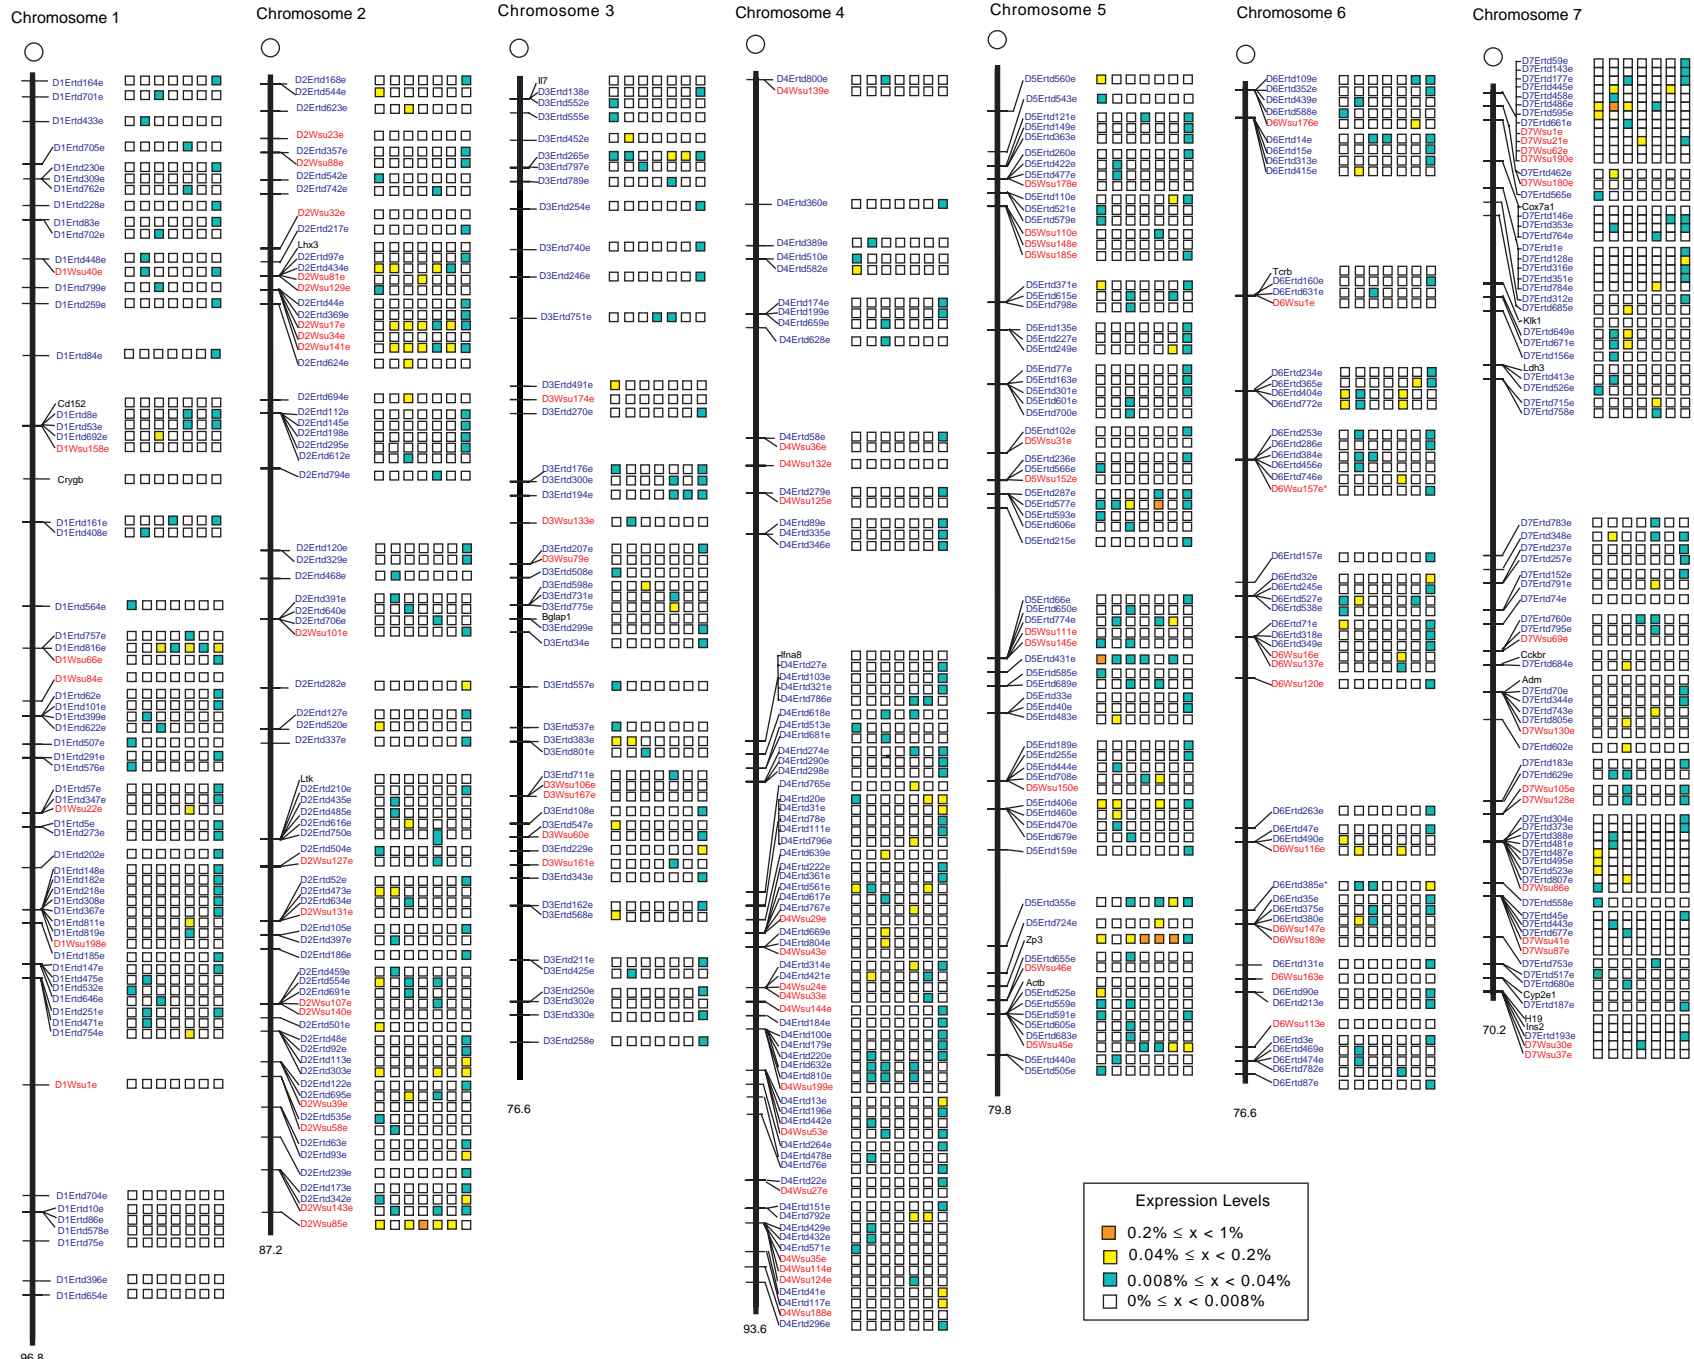 Chromosome 1
D1Ertd164e
D1Ertd701e
D1Ertd433e
D1Ertd705e
D1Ertd230e
D1Ertd309e
D1Ertd762e
D1Ertd228e
D1Ertd83e
D1Ertd702e
D1Ertd448e
D1Wsu40e
D1Ertd799e
D1Ertd259e
D1Ertd84e
Cd152
D1Ertd8e
D1Ertd53e
D1Ertd692e
D1Wsu158e
Crygb
D1Ertd161e
D1Ertd408e
D1Ertd564e
D1Ertd757e
D1Ertd816e
D1Wsu66e
D1Wsu84e
D1Ertd62e
D1Ertd101e
D1Ertd399e
D1Ertd622e
D1Ertd507e
D1Ertd291e
D1Ertd576e
D1Ertd57e
D1Ertd347e
D1Wsu22e
D1Ertd5e
D1Ertd273e
D1Ertd202e
D1Ertd148e
D1Ertd182e
D1Ertd218e
D1Ertd308e
D1Ertd367e
D1Ertd811e
D1Ertd819e
D1Wsu198e
D1Ertd185e
D1Ertd147e
D1Ertd475e
D1Ertd532e
D1Ertd646e
D1Ertd251e
D1Ertd471e
D1Ertd754e
D1Wsu1e
D1Ertd704e
D1Ertd10e
D1Ertd86e
D1Ertd578e
D1Ertd75e
D1Ertd396e
D1Ertd654e
96.8
Chromosome 2
D2Ertd168e
D2Ertd544e
D2Ertd623e
D2Wsu23e
D2Ertd357e
D2Wsu88e
D2Ertd542e
D2Ertd742e
D2Wsu32e
D2Ertd217e
Lhx3
D2Ertd97e
D2Ertd434e
D2Wsu81e
D2Wsu129e
D2Ertd44e
D2Ertd369e
D2Wsu17e
D2Wsu34e
D2Wsu141e
D2Ertd624e
D2Ertd694e
D2Ertd112e
D2Ertd145e
D2Ertd198e
D2Ertd295e
D2Ertd612e
D2Ertd794e
D2Ertd120e
D2Ertd329e
D2Ertd468e
D2Ertd391e
D2Ertd640e
D2Ertd706e
D2Wsu101e
D2Ertd282e
D2Ertd127e
D2Ertd520e
D2Ertd337e
Ltk
D2Ertd210e
D2Ertd435e
D2Ertd485e
D2Ertd616e
D2Ertd750e
D2Ertd504e
D2Wsu127e
D2Ertd52e
D2Ertd473e
D2Ertd634e
D2Wsu131e
D2Ertd105e
D2Ertd397e
D2Ertd186e
D2Ertd459e
D2Ertd554e
D2Ertd691e
D2Wsu107e
D2Wsu140e
D2Ertd501e
D2Ertd48e
D2Ertd92e
D2Ertd113e
D2Ertd303e
D2Ertd122e
D2Ertd695e
D2Wsu39e
D2Ertd535e
D2Wsu58e
D2Ertd63e
D2Ertd93e
D2Ertd239e
D2Ertd173e
D2Ertd342e
D2Wsu143e
D2Wsu85e
87.2
Chromosome 3
Il7
D3Ertd138e
D3Ertd552e
D3Ertd555e
D3Ertd452e
D3Ertd265e
D3Ertd797e
D3Ertd789e
D3Ertd254e
D3Ertd740e
D3Ertd246e
D3Ertd751e
D3Ertd491e
D3Wsu174e
D3Ertd270e
D3Ertd176e
D3Ertd300e
D3Ertd194e
D3Wsu133e
D3Ertd207e
D3Wsu79e
D3Ertd508e
D3Ertd598e
D3Ertd731e
D3Ertd775e
Bglap1
D3Ertd299e
D3Ertd34e
D3Ertd557e
D3Ertd537e
D3Ertd383e
D3Ertd801e
D3Ertd711e
D3Wsu106e
D3Wsu167e
D3Ertd108e
D3Ertd547e
D3Wsu60e
D3Ertd229e
D3Wsu161e
D3Ertd343e
D3Ertd162e
D3Ertd568e
D3Ertd211e
D3Ertd425e
D3Ertd250e
D3Ertd302e
D3Ertd330e
D3Ertd258e
76.6
Chromosome 4
D4Ertd800e
D4Wsu139e
D4Ertd360e
D4Ertd389e
D4Ertd510e
D4Ertd582e
D4Ertd174e
D4Ertd199e
D4Ertd659e
D4Ertd628e
D4Ertd58e
D4Wsu36e
D4Wsu132e
D4Ertd279e
D4Wsu125e
D4Ertd89e
D4Ertd335e
D4Ertd346e
Ifna8
D4Ertd27e
D4Ertd103e
D4Ertd321e
D4Ertd786e
D4Ertd618e
D4Ertd513e
D4Ertd681e
D4Ertd274e
D4Ertd290e
D4Ertd298e
D4Ertd765e
D4Ertd20e
D4Ertd31e
D4Ertd78e
D4Ertd111e
D4Ertd796e
D4Ertd639e
D4Ertd222e
D4Ertd361e
D4Ertd561e
D4Ertd617e
D4Ertd767e
D4Wsu29e
D4Ertd669e
D4Ertd804e
D4Wsu43e
D4Ertd314e
D4Ertd421e
D4Wsu24e
D4Wsu33e
D4Wsu144e
D4Ertd184e
D4Ertd100e
D4Ertd179e
D4Ertd220e
D4Ertd632e
D4Ertd810e
D4Wsu199e
D4Ertd13e
D4Ertd196e
D4Ertd442e
D4Wsu53e
D4Ertd264e
D4Ertd478e
D4Ertd76e
D4Ertd22e
D4Wsu27e
D4Ertd151e
D4Ertd792e
D4Ertd429e
D4Ertd432e
D4Ertd571e
D4Wsu35e
D4Wsu114e
D4Wsu124e
D4Ertd41e
D4Ertd117e
D4Wsu188e
D4Ertd296e
93.6
Chromosome 5
D5Ertd560e
D5Ertd543e
D5Ertd121e
D5Ertd149e
D5Ertd363e
D5Ertd260e
D5Ertd422e
D5Ertd477e
D5Wsu178e
D5Ertd110e
D5Ertd521e
D5Ertd579e
D5Wsu110e
D5Wsu148e
D5Wsu185e
D5Ertd371e
D5Ertd615e
D5Ertd798e
D5Ertd135e
D5Ertd227e
D5Ertd249e
D5Ertd77e
D5Ertd163e
D5Ertd301e
D5Ertd601e
D5Ertd700e
D5Ertd102e
D5Wsu31e
D5Ertd236e
D5Ertd566e
D5Wsu152e
D5Ertd287e
D5Ertd577e
D5Ertd593e
D5Ertd606e
D5Ertd215e
D5Ertd66e
D5Ertd650e
D5Ertd774e
D5Wsu111e
D5Wsu145e
D5Ertd431e
D5Ertd585e
D5Ertd689e
D5Ertd33e
D5Ertd40e
D5Ertd483e
D5Ertd189e
D5Ertd255e
D5Ertd444e
D5Ertd708e
D5Wsu150e
D5Ertd406e
D5Ertd460e
D5Ertd470e
D5Ertd679e
D5Ertd159e
D5Ertd355e
D5Ertd724e
Zp3
D5Ertd655e
D5Wsu46e
Actb
D5Ertd525e
D5Ertd559e
D5Ertd591e
D5Ertd605e
D5Ertd683e
D5Wsu45e
D5Ertd440e
D5Ertd505e
79.8
Chromosome 6
D6Ertd109e
D6Ertd352e
D6Ertd439e
D6Ertd588e
D6Wsu176e
D6Ertd14e
D6Ertd15e
D6Ertd313e
D6Ertd415e
Tcrb
D6Ertd160e
D6Ertd631e
D6Wsu1e
D6Ertd234e
D6Ertd365e
D6Ertd404e
D6Ertd772e
D6Ertd253e
D6Ertd286e
D6Ertd384e
D6Ertd456e
D6Ertd746e
D6Wsu157e*
D6Ertd157e
D6Ertd32e
D6Ertd245e
D6Ertd527e
D6Ertd538e
D6Ertd71e
D6Ertd318e
D6Ertd349e
D6Wsu16e
D6Wsu137e
D6Wsu120e
D6Ertd263e
D6Ertd47e
D6Ertd490e
D6Wsu116e
D6Ertd385e*
D6Ertd35e
D6Ertd375e
D6Ertd380e
D6Wsu147e
D6Wsu189e
D6Ertd131e
D6Wsu163e
D6Ertd90e
D6Ertd213e
D6Wsu113e
D6Ertd3e
D6Ertd469e
D6Ertd474e
D6Ertd782e
D6Ertd87e
76.6
Chromosome 7
D7Ertd59e
D7Ertd143e
D7Ertd177e
D7Ertd445e
D7Ertd458e
D7Ertd486e
D7Ertd595e
D7Ertd661e
D7Wsu1e
D7Wsu21e
D7Wsu62e
D7Wsu190e
D7Ertd462e
D7Wsu180e
D7Ertd565e
Cox7a1
D7Ertd146e
D7Ertd353e
D7Ertd764e
D7Ertd1e
D7Ertd128e
D7Ertd316e
D7Ertd351e
D7Ertd784e
D7Ertd312e
D7Ertd685e
Klk1
D7Ertd649e
D7Ertd671e
D7Ertd156e
Ldh3
D7Ertd413e
D7Ertd526e
D7Ertd715e
D7Ertd758e
D7Ertd783e
D7Ertd348e
D7Ertd237e
D7Ertd257e
D7Ertd152e
D7Ertd791e
D7Ertd74e
D7Ertd760e
D7Ertd795e
D7Wsu69e
Cckbr
D7Ertd684e
Adm
D7Ertd70e
D7Ertd344e
D7Ertd743e
D7Ertd805e
D7Wsu130e
D7Ertd602e
D7Ertd183e
D7Ertd629e
D7Wsu105e
D7Wsu128e
D7Ertd304e
D7Ertd373e
D7Ertd388e
D7Ertd481e
D7Ertd487e
D7Ertd495e
D7Ertd523e
D7Ertd807e
D7Wsu86e
D7Ertd558e
D7Ertd45e
D7Ertd443e
D7Ertd677e
D7Wsu41e
D7Wsu87e
D7Ertd753e
D7Ertd517e
D7Ertd680e
Cyp2e1
D7Ertd187e
H19
Ins2
D7Ertd193e
D7Wsu30e
D7Wsu37e
70.2
Expression Levels
0.2% ≤ x < 1%
0.04% ≤ x < 0.2%
0.008% ≤ x < 0.04%
0% ≤ x < 0.008%